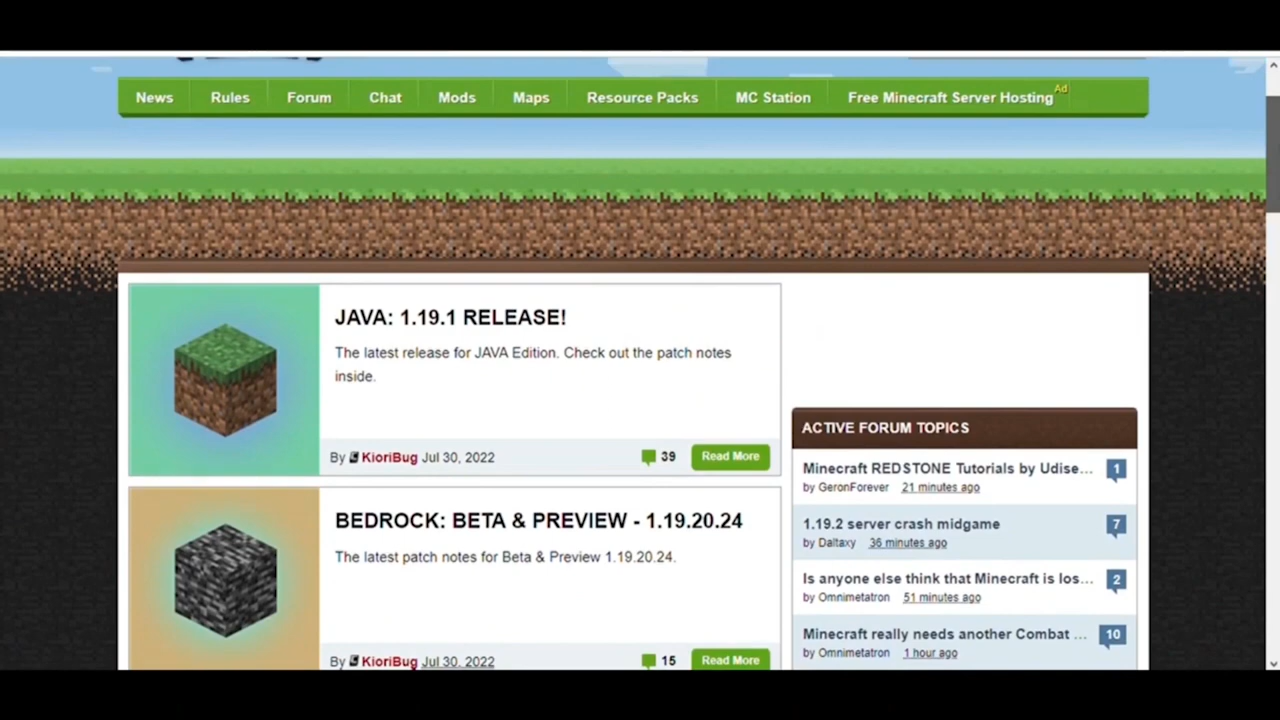 News Rules Forum Chat Mods Maps Resource Packs MC Station Free Minecraft Server Hosting Ad
JAVA: 1.19.1 RELEASE!
The latest release for JAVA Edition. Check out the patch notes
inside.
By KioriBug Jul 30, 2022 39 Read More
BEDROCK: BETA & PREVIEW - 1.19.20.24
The latest patch notes for Beta & Preview 1.19.20.24.
By KioriBug Jul 30, 2022 15 Read More
ACTIVE FORUM TOPICS
Minecraft REDSTONE Tutorials by Udise... 1
by GeronForever 21 minutes ago
1.19.2 server crash midgame 7
by Daltaxy 36 minutes ago
Is anyone else think that Minecraft is los... 2
by Omnimetatron 51 minutes ago
Minecraft really needs another Combat ... 10
by Omnimetatron 1 hour ago